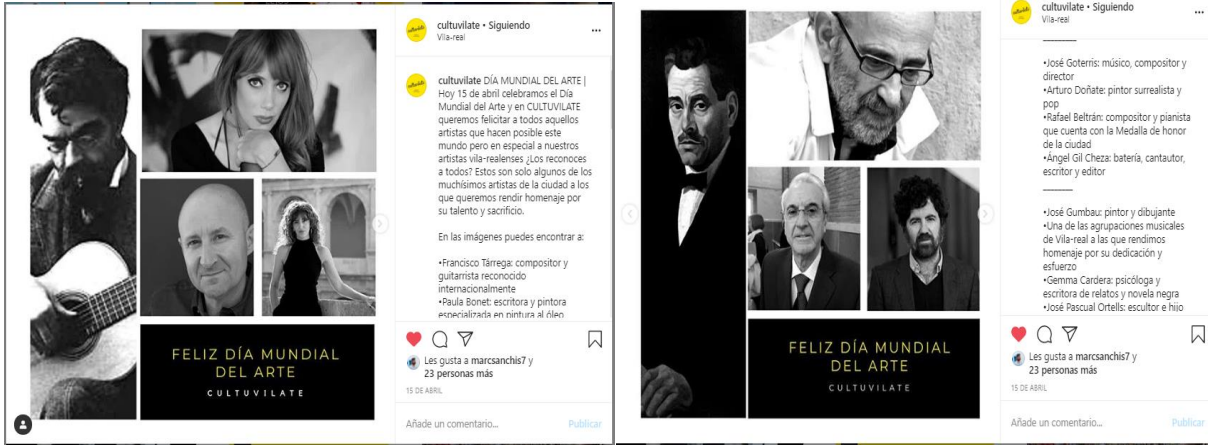 cultuvilate • Siguiendo
Vila-real
cultuvilate DÍA MUNDIAL DEL ARTE |
Hoy 15 de abril celebramos el Día
Mundial del Arte y en CULTUVILATE
queremos felicitar a todos aquellos
artistas que hacen posible este
mundo pero en especial a nuestros
artistas vila-realenses ¿Los reconoces
a todos? Estos son solo algunos de los
muchísimos artistas de la ciudad a los
que queremos rendir homenaje por
su talento y sacrificio.
En las imágenes puedes encontrar a:
•Francisco Tárrega: compositor y
guitarrista reconocido
internacionalmente
•Paula Bonet: escritora y pintora
especializada en pintura al óleo
FELIZ DÍA MUNDIAL
DEL ARTE
CULTUVILATE
Les gusta a marcsanchis7 y
23 personas más
15 DE ABRIL
Añade un comentario... Publicar
cultuvilate • Siguiendo
Vila-real
•José Goterris: músico, compositor y
director
•Arturo Doñate: pintor surrealista y
pop
•Rafael Beltrán: compositor y pianista
que cuenta con la Medalla de honor
de la ciudad
•Ángel Gil Cheza: batería, cantautor,
escritor y editor
•José Gumbau: pintor y dibujante
•Una de las agrupaciones musicales
de Vila-real a las que rendimos
homenaje por su dedicación y
esfuerzo
•Gemma Cardera: psicóloga y
escritora de relatos y novela negra
•José Pascual Ortells: escultor e hijo
FELIZ DÍA MUNDIAL
DEL ARTE
CULTUVILATE
Les gusta a marcsanchis7 y
23 personas más
15 DE ABRIL
Añade un comentario... Publicar